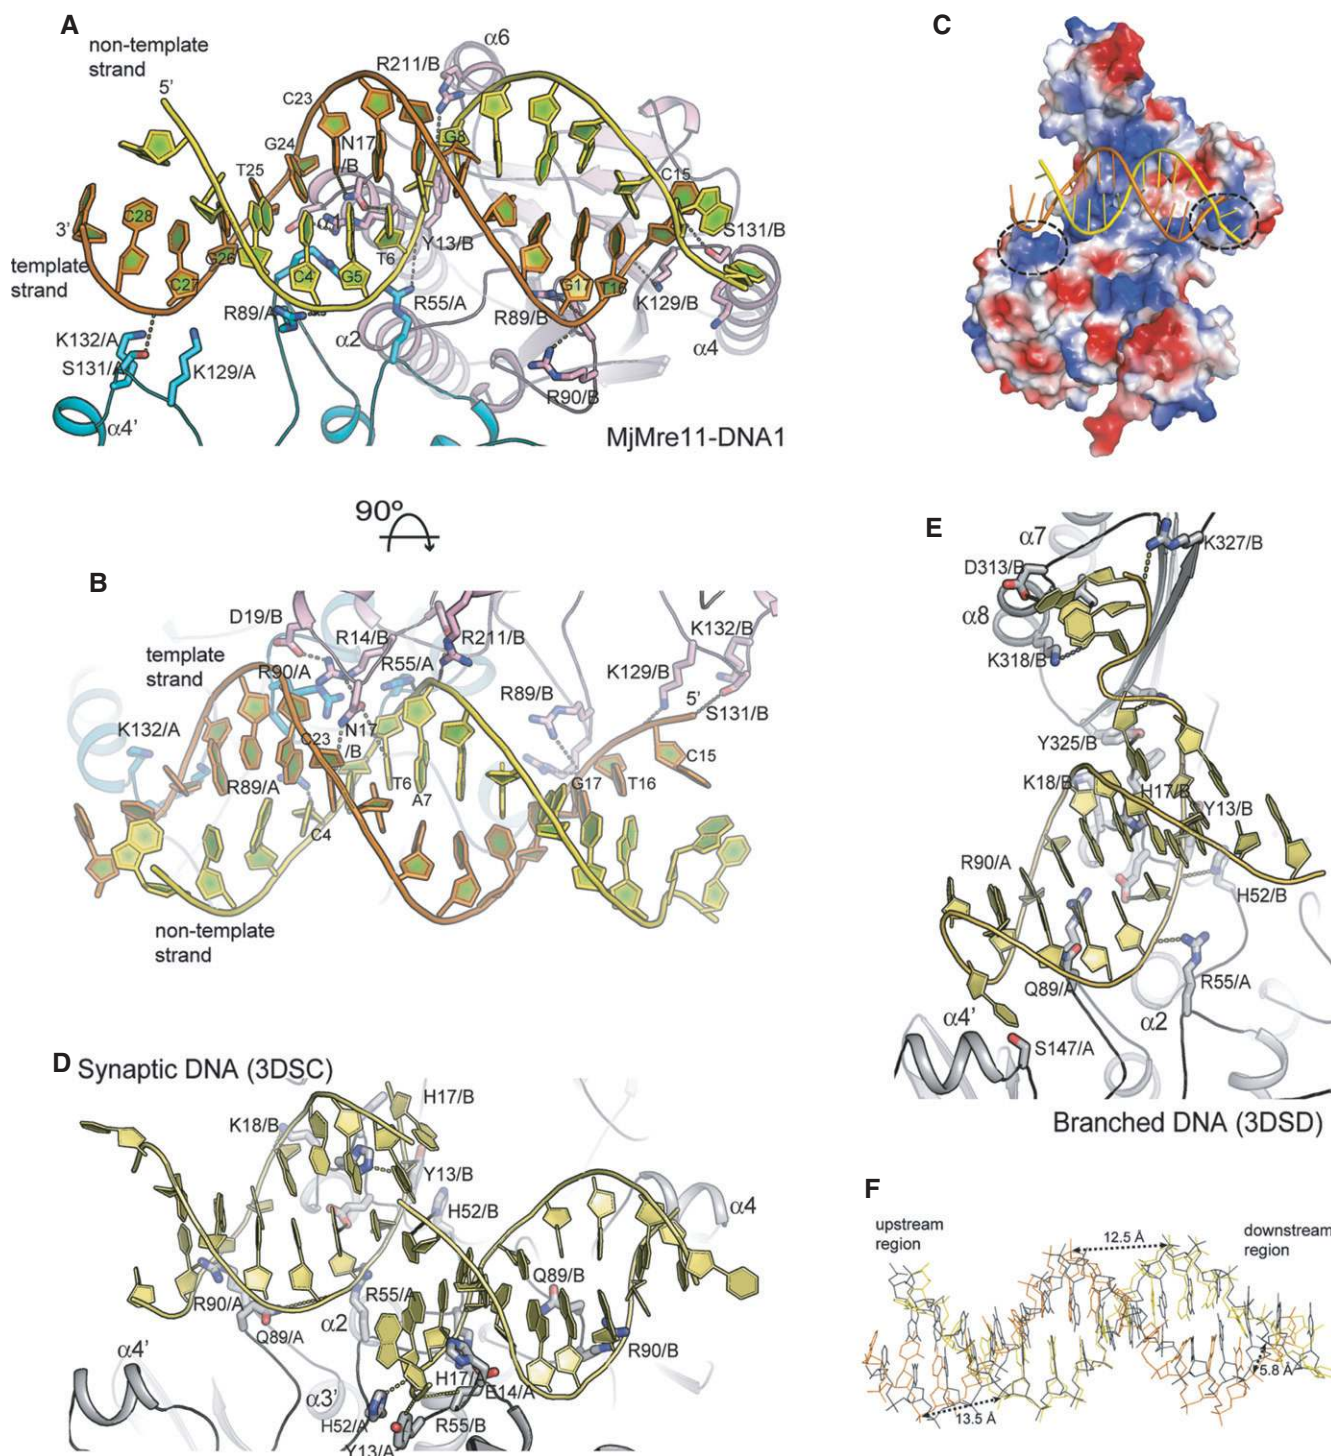 A
non-template
strand
5'
C23
G24
T25
N17
/B
R211/B
α6
G8
C15
S131/B
C28
3'
template
strand
G26
C27
C4
G5
T6
Y13/B
R89/A
R55/A
α2
R89/B
G17
T16
K129/B
α4
K132/A
S131/A
K129/A
α4'
R90/B
MjMre11-DNA1
C
90°
B
D19/B
R14/B
R211/B
K132/B
template
strand
R90/A
R55/A
K129/B
R89/B
5'
S131/B
K132/A
C23
N17
/B
C15
R89/A
T6
A7
G17
T16
C4
non-template
strand
E
α7
K327/B
D313/B
α8
K318/B
Y325/B
K18/B
H17/B
Y13/B
R90/A
H52/B
Q89/A
R55/A
α4'
α2
S147/A
Branched DNA (3DSD)
D
Synaptic DNA (3DSC)
H17/B
K18/B
Y13/B
H52/B
α4
R90/A
R55/A
Q89/B
Q89/A
α2
α4'
R90/B
α3'
H17/A
E14/A
H52/A
R55/B
Y13/A
F
upstream
region
12.5 Å
downstream
region
5.8 Å
13.5 Å